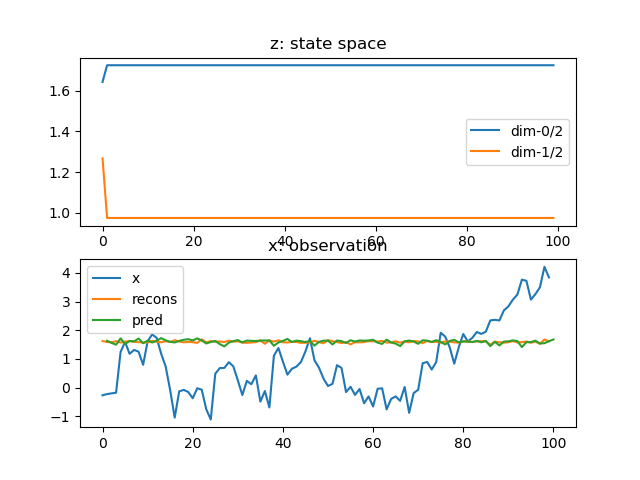 z: state space
1.6
1.4
1.2
1.0
dim-0/2
dim-1/2
0 20 40 60 80 100
x: observation
4
3
2
1
0
−1
x
recons
pred
0 20 40 60 80 100